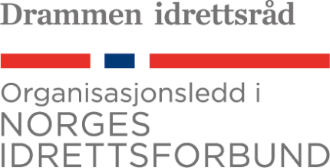 Drammen idrettsråd
Organisasjonsledd i
NORGES
IDRETTSFORBUND